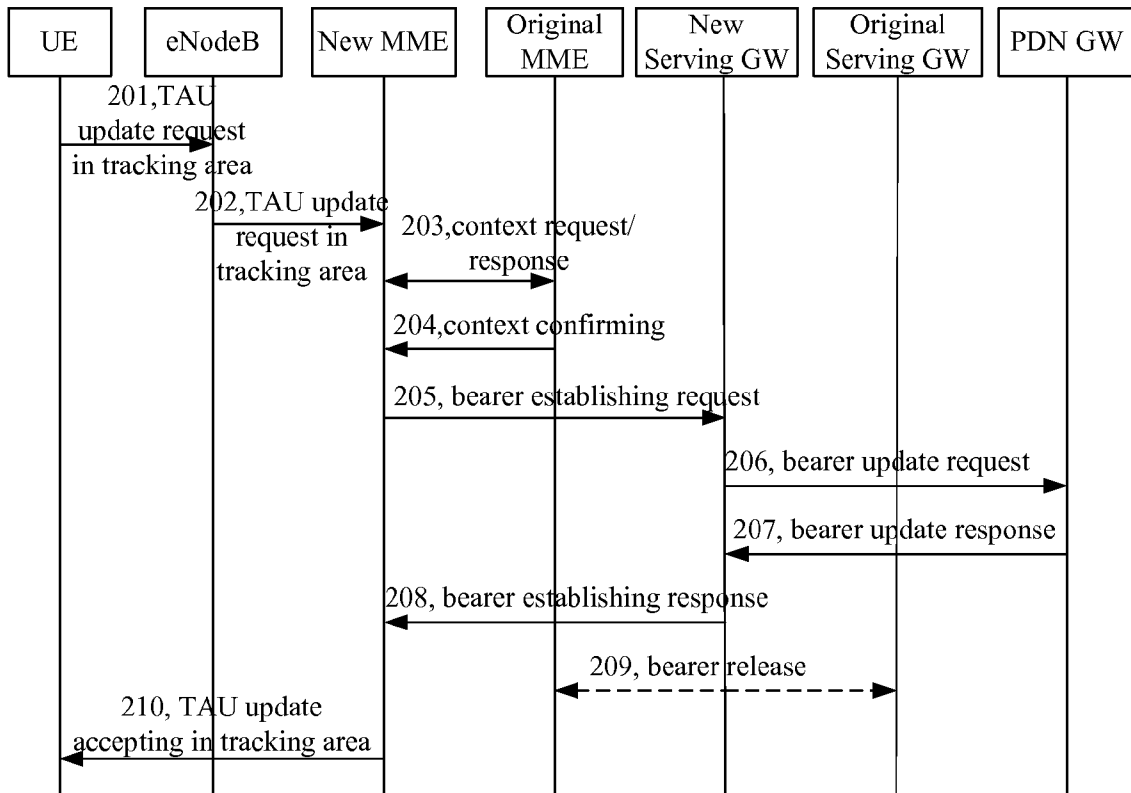 UE
eNodeB
New MME
Original
MME
New
Serving GW
Original
Serving GW
PDN GW
201,TAU
update request
in tracking area
202,TAU update
request in
tracking area
203,context request/
response
204,context confirming
205, bearer establishing request
206, bearer update request
207, bearer update response
208, bearer establishing response
209, bearer release
210, TAU update
accepting in tracking area